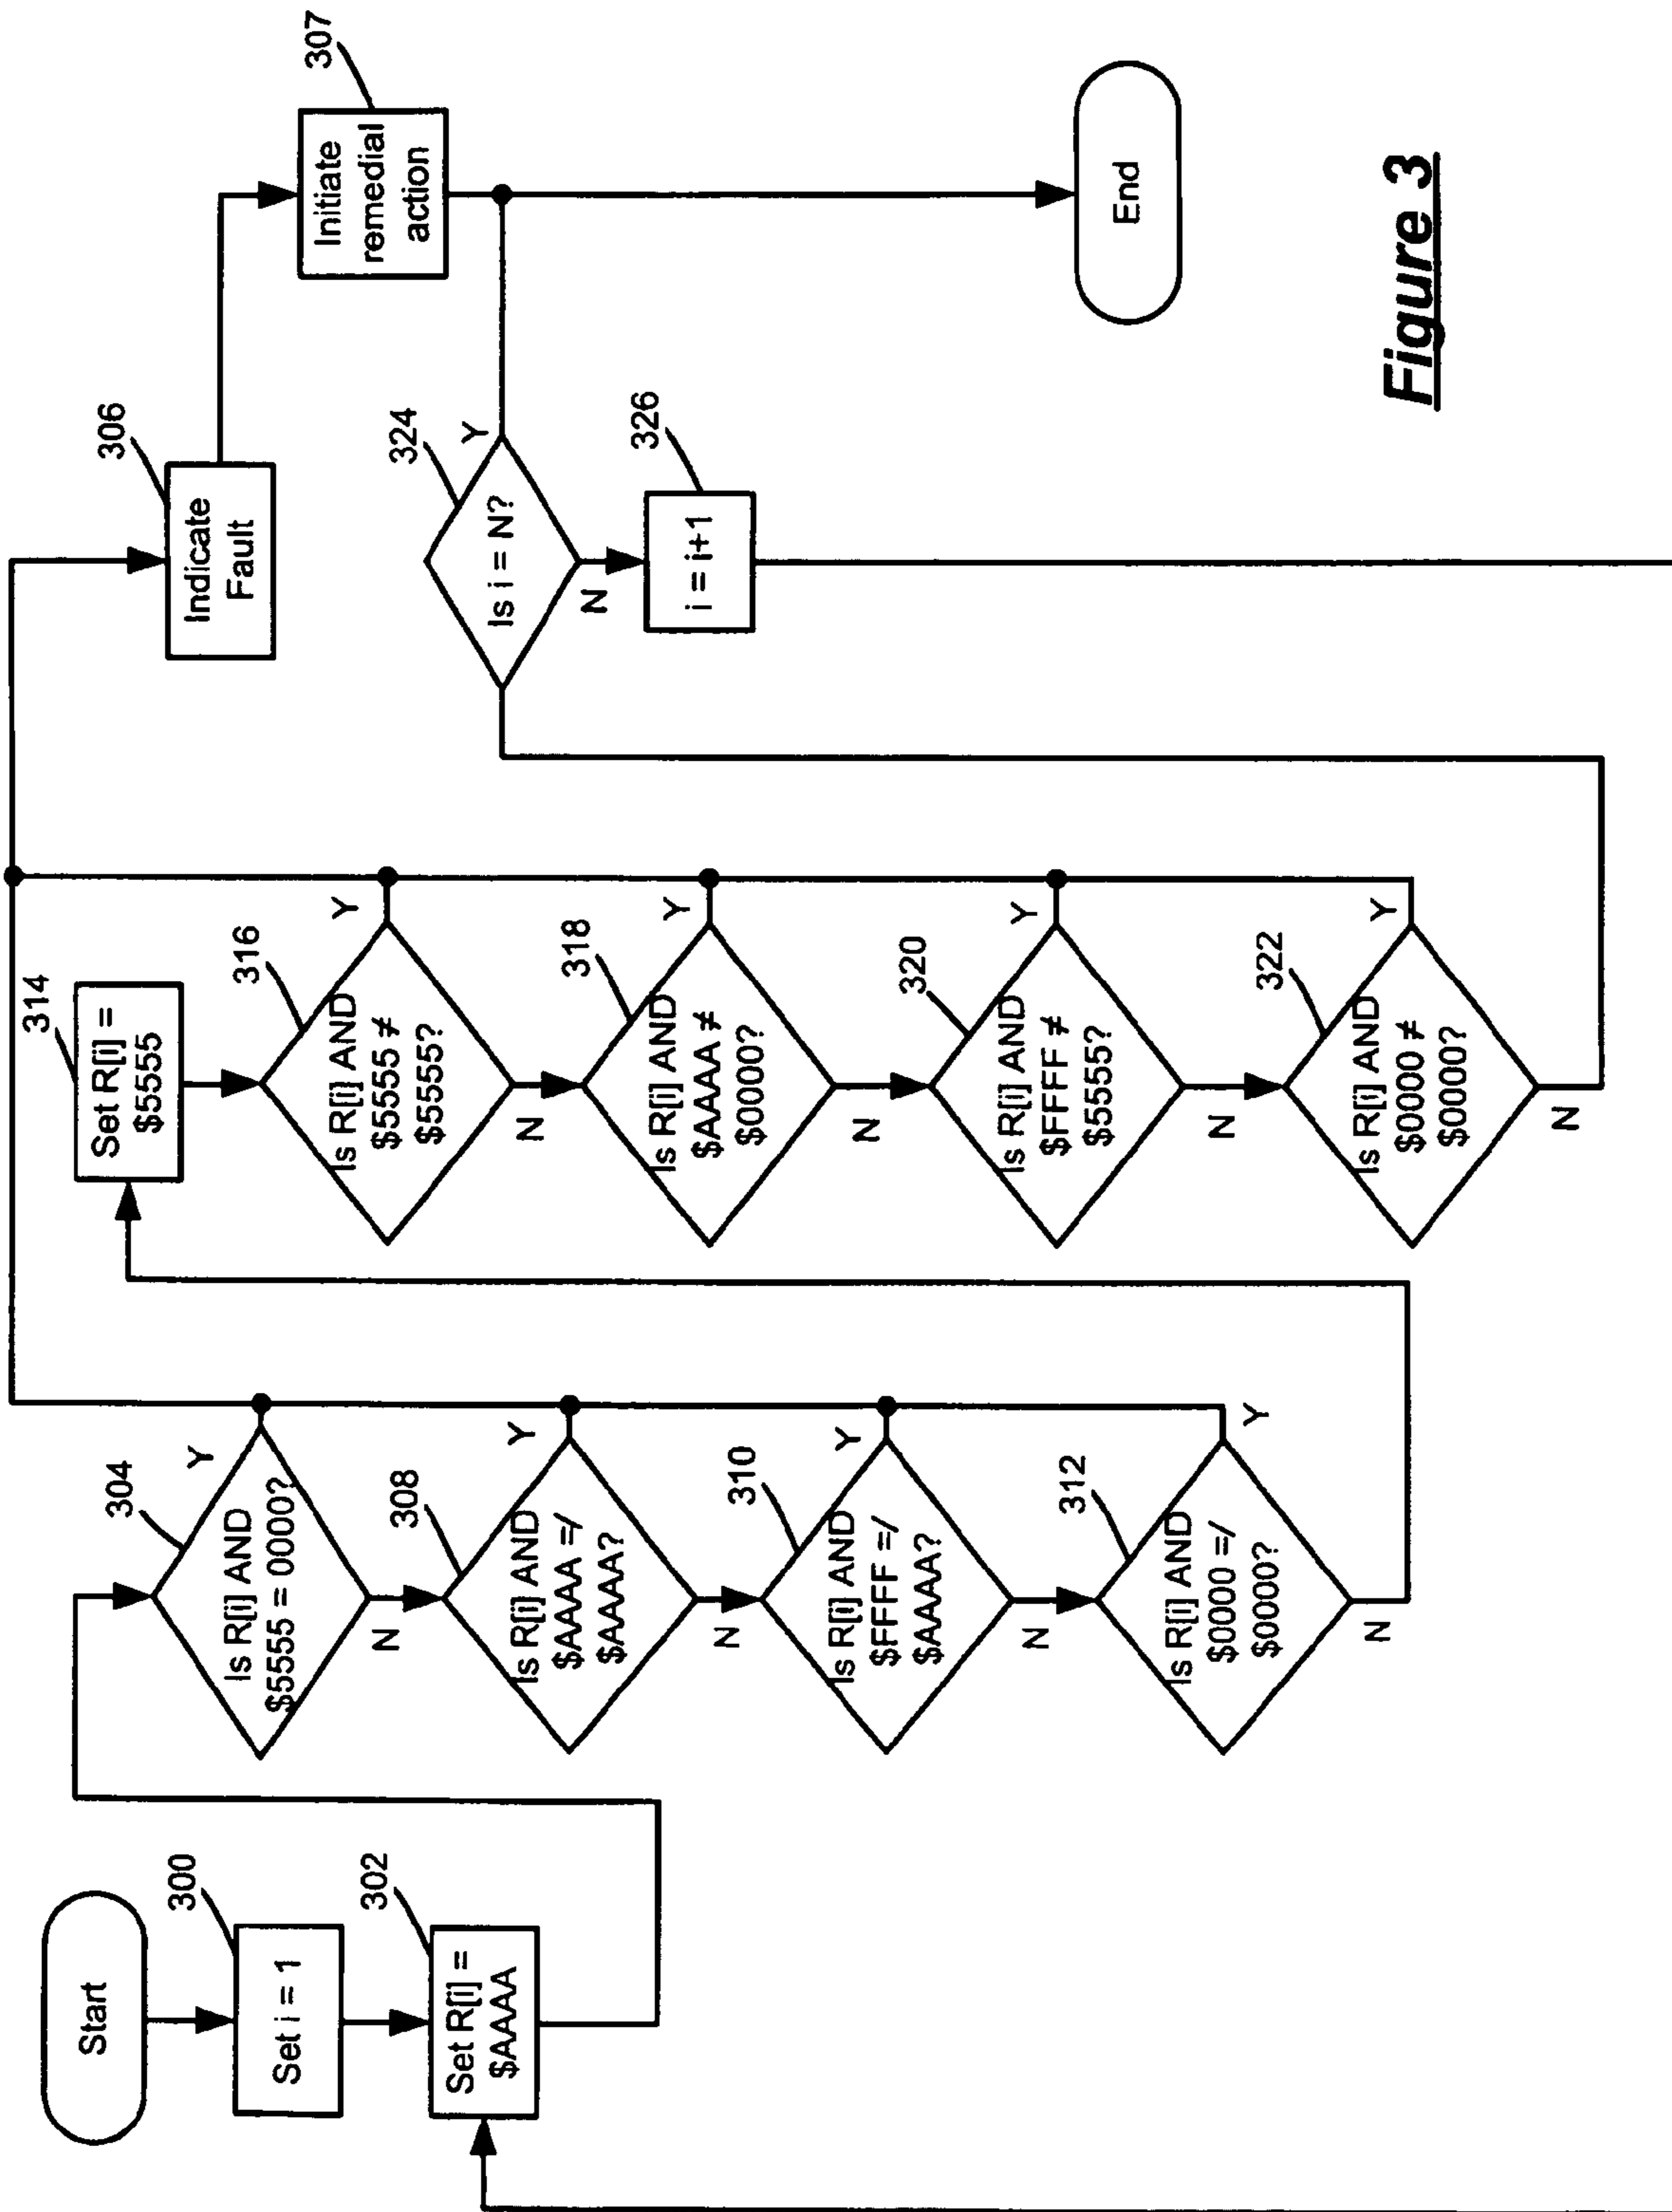 Start
300
Set i = 1
302
Set R[i] =
$AAAA
304
Is R[i] AND
$5555 = 0000?
Y
N
308
Is R[i] AND
$AAAA =/
$AAAA?
Y
N
310
Is R[i] AND
$FFFF =/
$AAAA?
Y
N
312
Is R[i] AND
$0000 =/
$0000?
Y
N
314
Set R[i] =
$5555
316
Is R[i] AND
$5555 ≠
$5555?
Y
N
318
Is R[i] AND
$AAAA ≠
$0000?
Y
N
320
Is R[i] AND
$FFFF ≠
$5555?
Y
N
322
Is R[i] AND
$0000 ≠
$0000?
Y
N
306
Indicate
Fault
307
Initiate
remedial
action
324
Is i = N?
Y
N
326
i = i+1
End
Figure 3